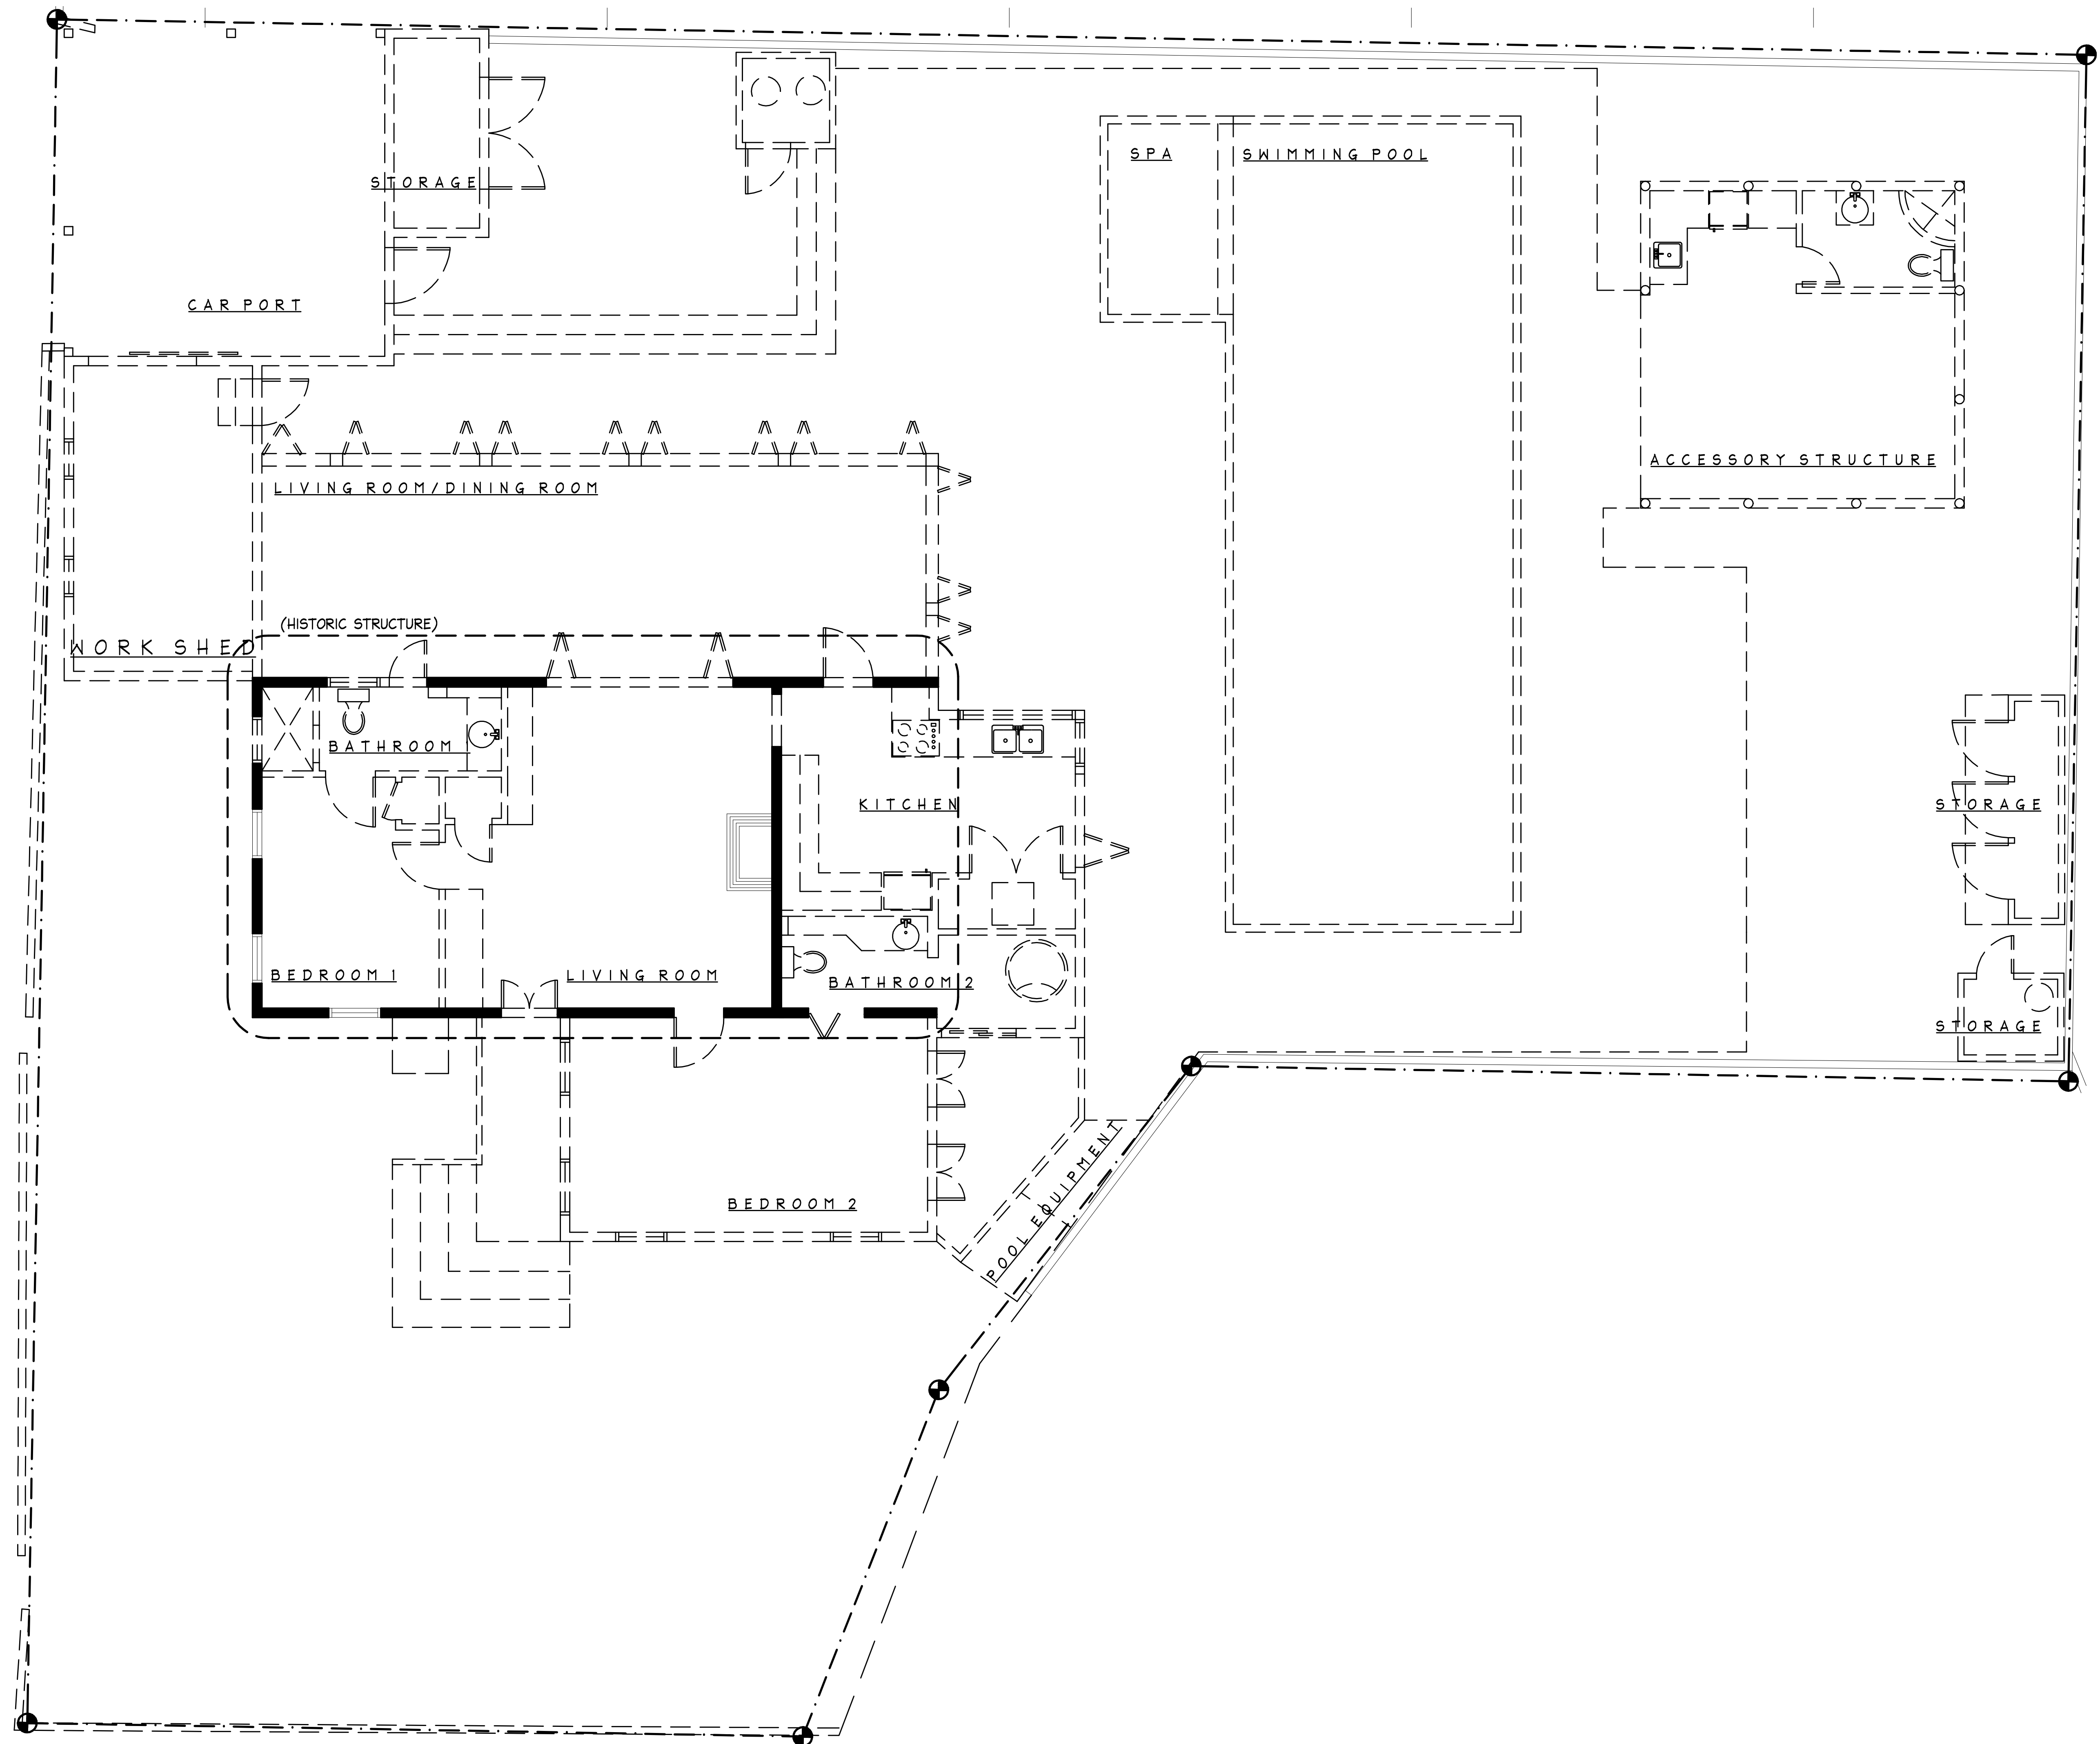 SPA
SWIMMING POOL
STORAGE
CAR PORT
ACCESSORY STRUCTURE
LIVING ROOM/DINING ROOM
(HISTORIC STRUCTURE)
WORK SHED
BATHROOM 1
KITCHEN
STORAGE
BEDROOM 1
LIVING ROOM
BATHROOM 2
STORAGE
BEDROOM 2
POOL EQUIPMENT